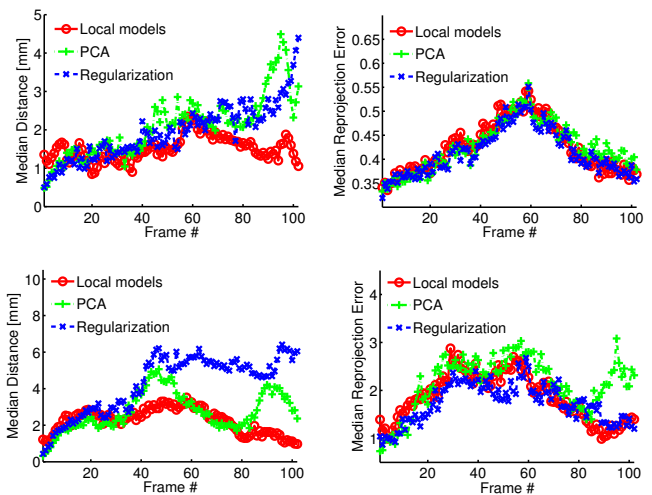 5
4
3
2
1
0
Median Distance [mm]
Local models
PCA
Regularization
20 40 60 80 100
Frame #
0.65
0.6
0.55
0.5
0.45
0.4
0.35
Median Reprojection Error
Local models
PCA
Regularization
20 40 60 80 100
Frame #
10
8
6
4
2
0
Median Distance [mm]
Local models
PCA
Regularization
20 40 60 80 100
Frame #
4
3
2
1
Median Reprojection Error
Local models
PCA
Regularization
20 40 60 80 100
Frame #